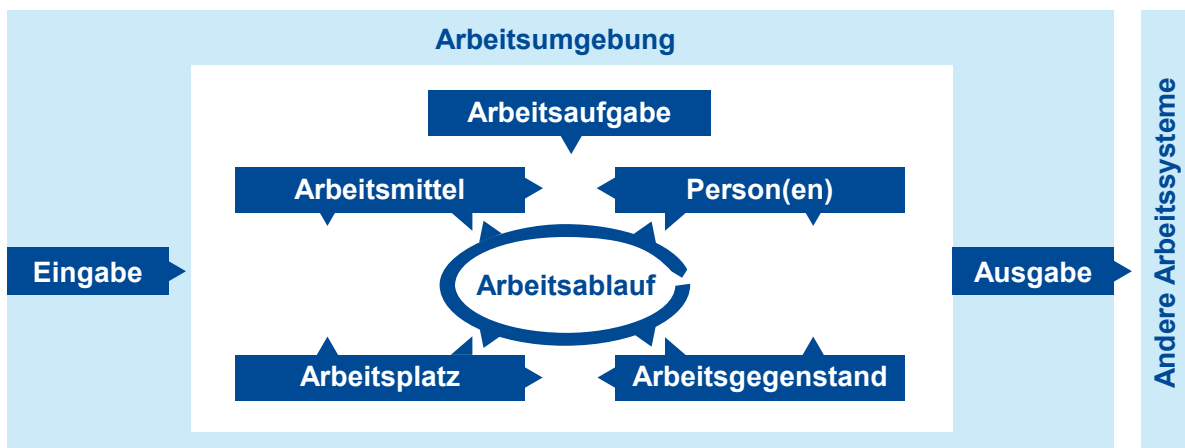 Arbeitsumgebung
Arbeitsaufgabe
Arbeitsmittel
Person(en)
Eingabe
Arbeitsablauf
Ausgabe
Arbeitsplatz
Arbeitsgegenstand
Andere Arbeitssysteme